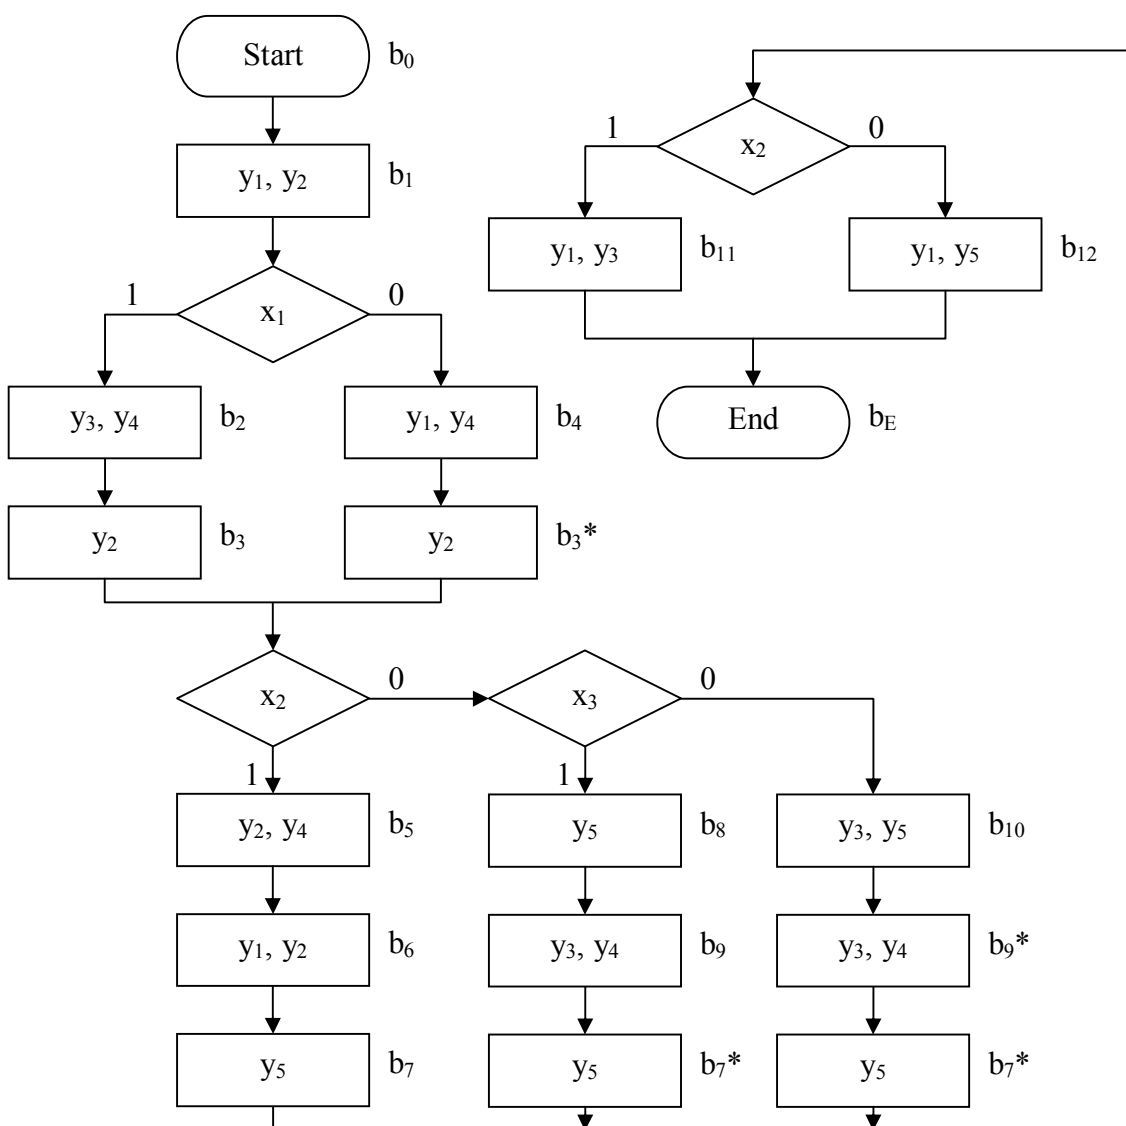 Start b₀
y₁, y₂ b₁
x₁
1 0
y₃, y₄ b₂
y₁, y₄ b₄
y₂ b₃
y₂ b₃*
x₂
0
1
x₃
0
1
y₂, y₄ b₅
y₅ b₈
y₃, y₅ b₁₀
y₁, y₂ b₆
y₃, y₄ b₉
y₃, y₄ b₉*
y₅ b₇
y₅ b₇*
y₅ b₇*
x₂
1 0
y₁, y₃ b₁₁
y₁, y₅ b₁₂
End b_E